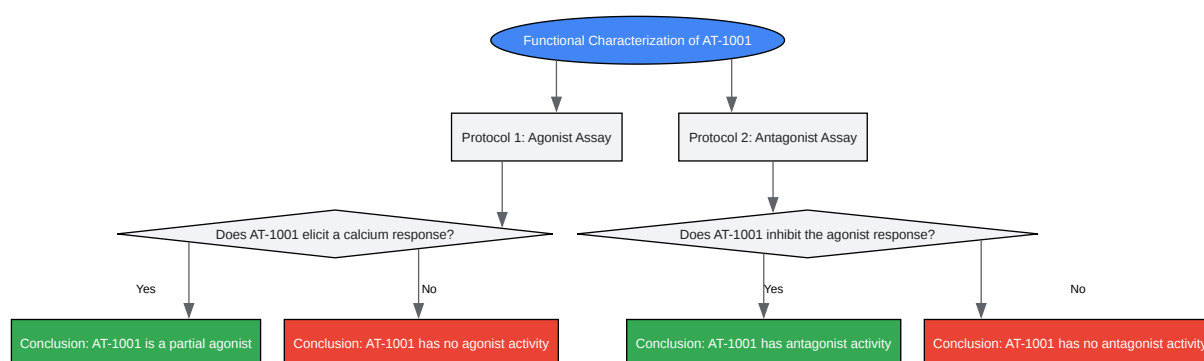 Functional Characterization of AT-1001
Protocol 1: Agonist Assay
Protocol 2: Antagonist Assay
Does AT-1001 elicit a calcium response?
Does AT-1001 inhibit the agonist response?
Yes
No
Yes
No
Conclusion: AT-1001 is a partial agonist
Conclusion: AT-1001 has no agonist activity
Conclusion: AT-1001 has antagonist activity
Conclusion: AT-1001 has no antagonist activity